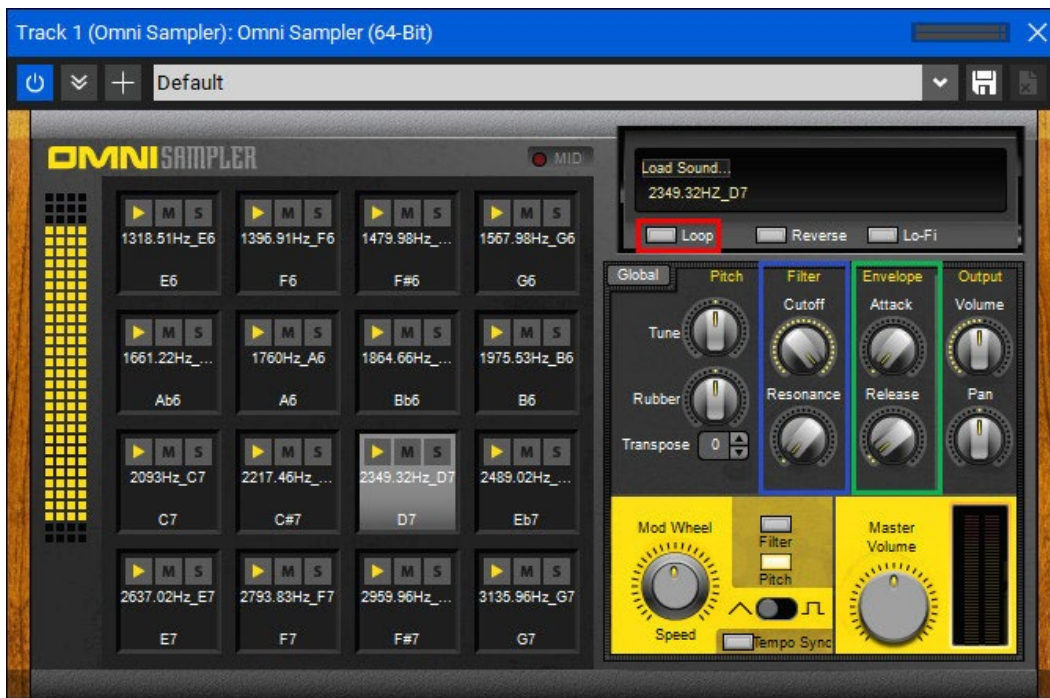 Track 1 (Omni Sampler): Omni Sampler (64-Bit)
Default
OMNISAMPLER
MIDI
Load Sound...
2349.32HZ_D7
Loop Reverse Lo-Fi
M S M S M S M S
1318.51Hz_E6 1396.91Hz_F6 1479.98Hz_... 1567.98Hz_G6
E6 F6 F#6 G6
M S M S M S M S
1661.22Hz_... 1760Hz_A6 1864.66Hz_... 1975.53Hz_B6
Ab6 A6 Bb6 B6
M S M S M S M S
2093Hz_C7 2217.46Hz_... 2349.32Hz_D7 2489.02Hz_...
C7 C#7 D7 Eb7
M S M S M S M S
2637.02Hz_E7 2793.83Hz_F7 2959.96Hz_... 3135.96Hz_G7
E7 F7 F#7 G7
Global Pitch Filter Envelope Output
Cutoff Attack Volume
Tune
Rubber Resonance Release Pan
Transpose 0
Mod Wheel
Filter
Pitch
Speed
Tempo Sync
Master
Volume